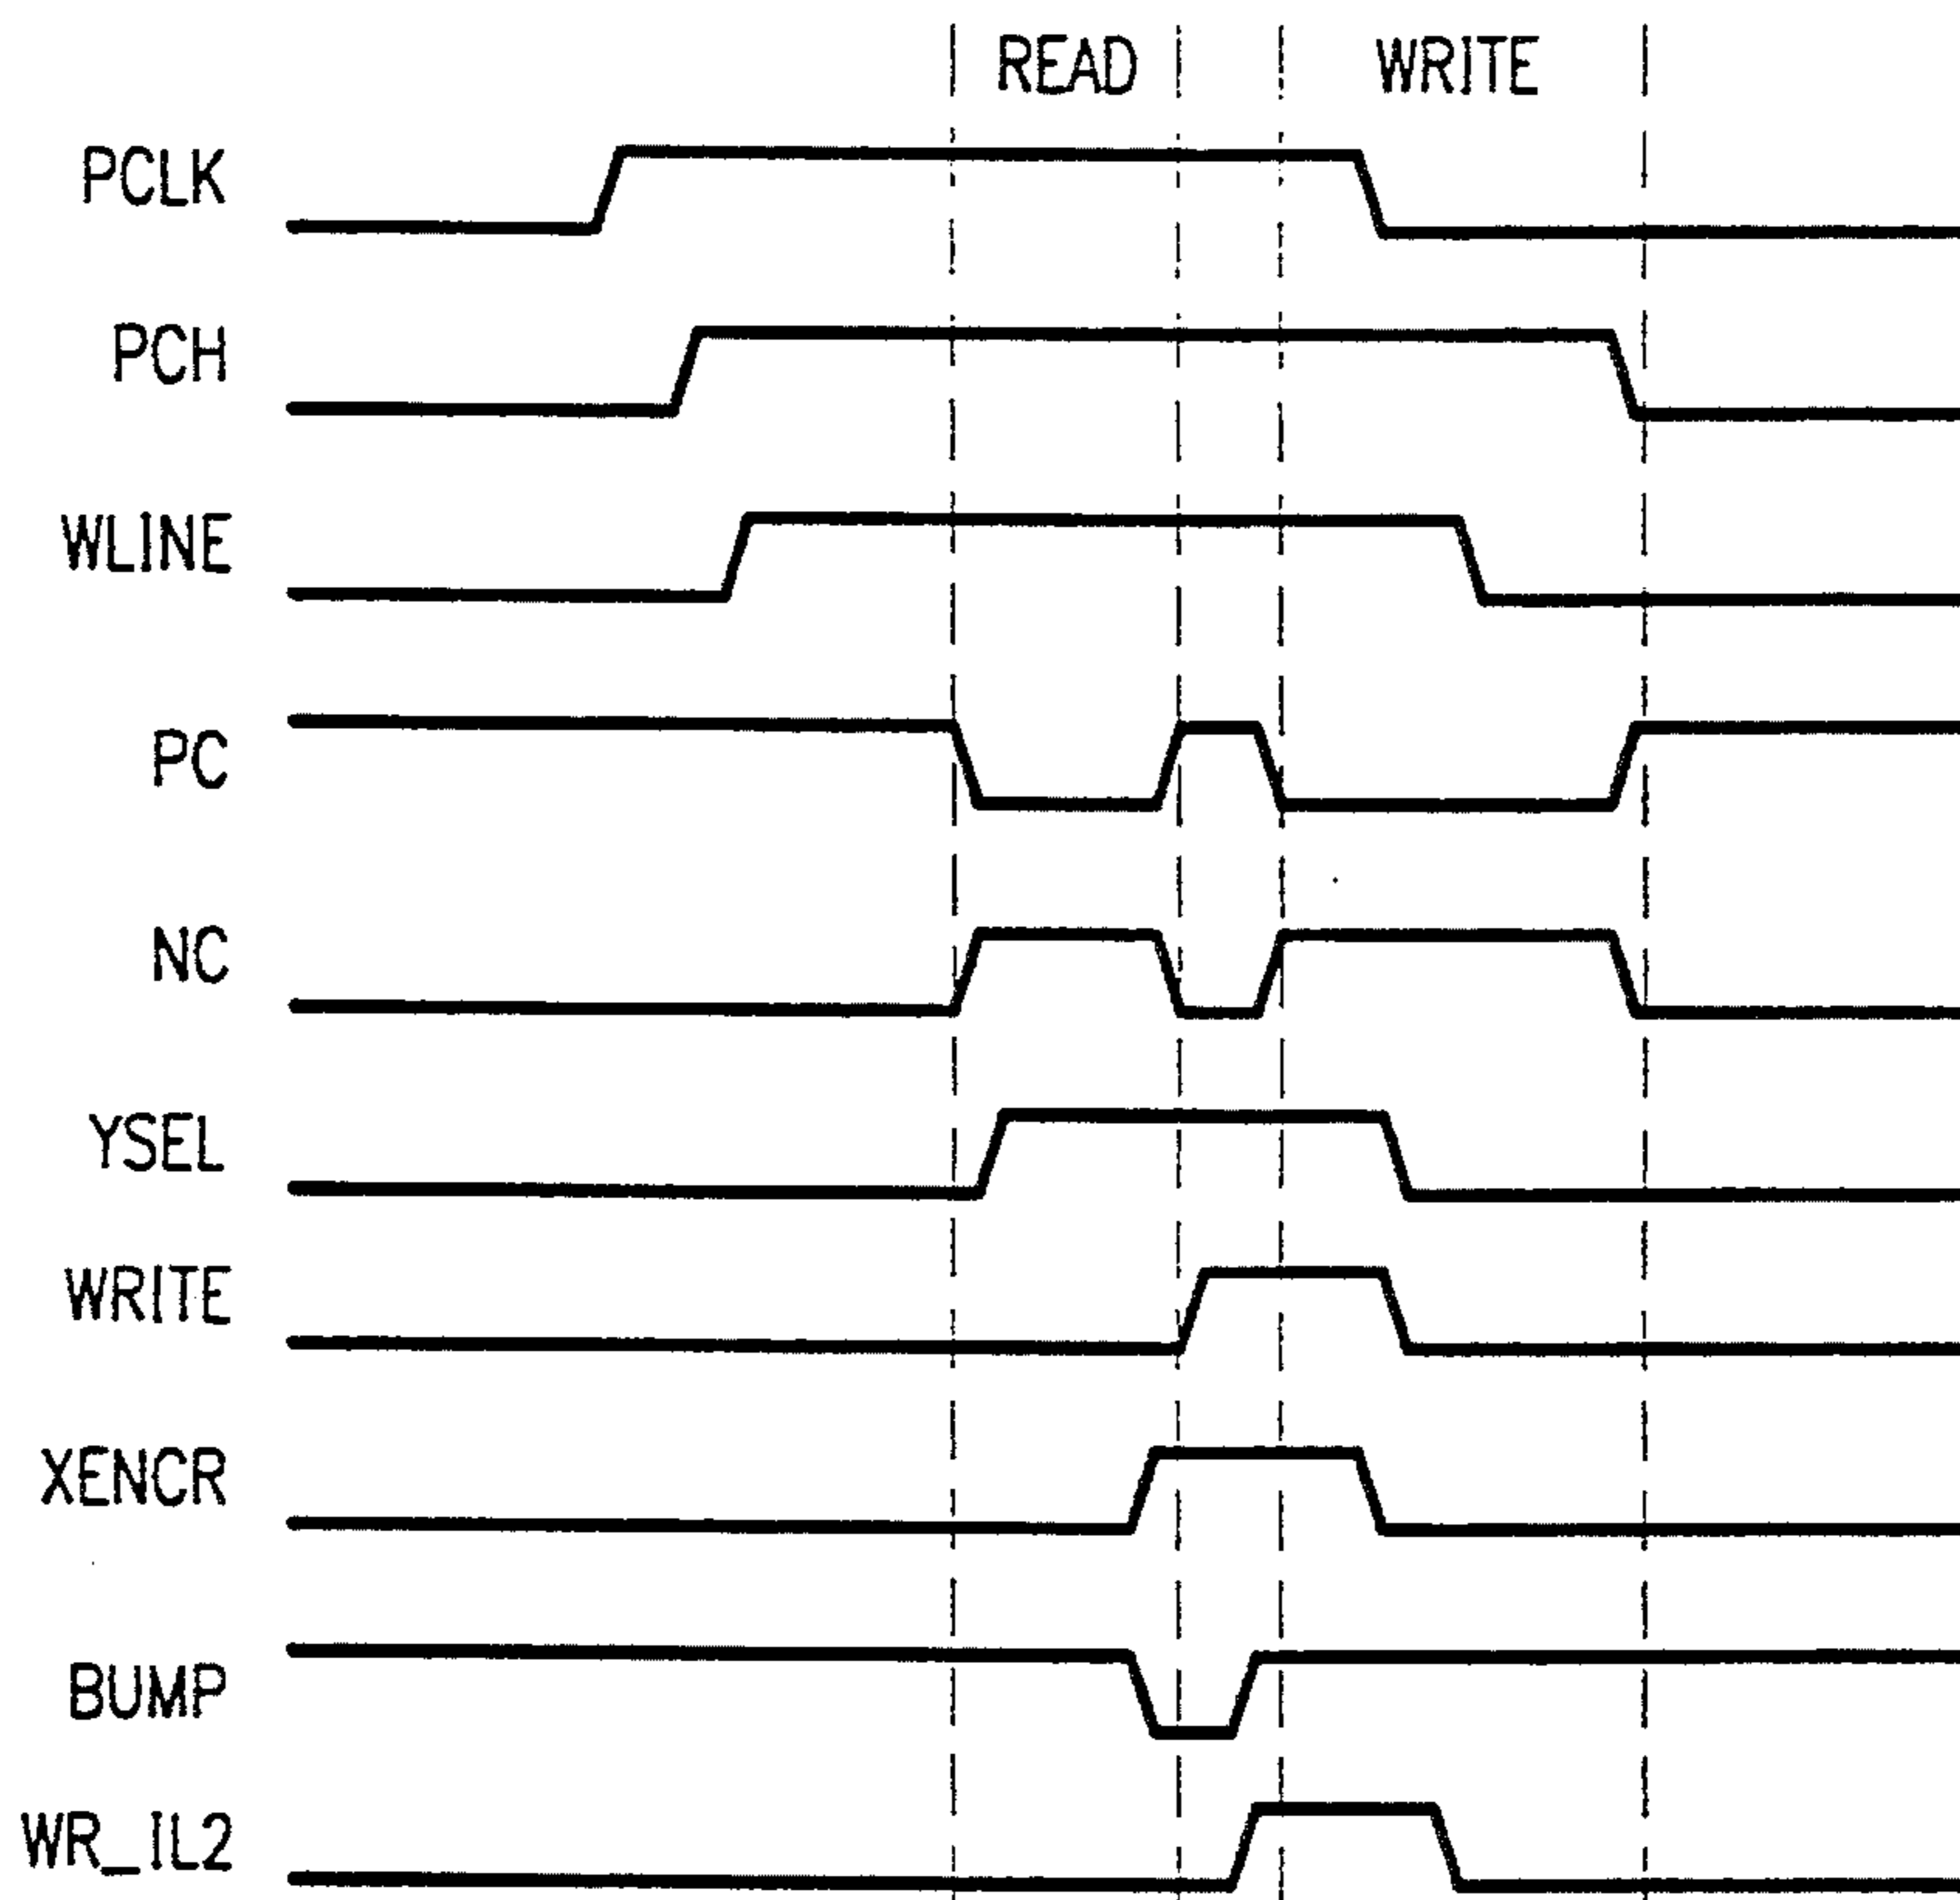 READ WRITE
PCLK
PCH
WLINE
PC
NC
YSEL
WRITE
XENCR
BUMP
WR_IL2